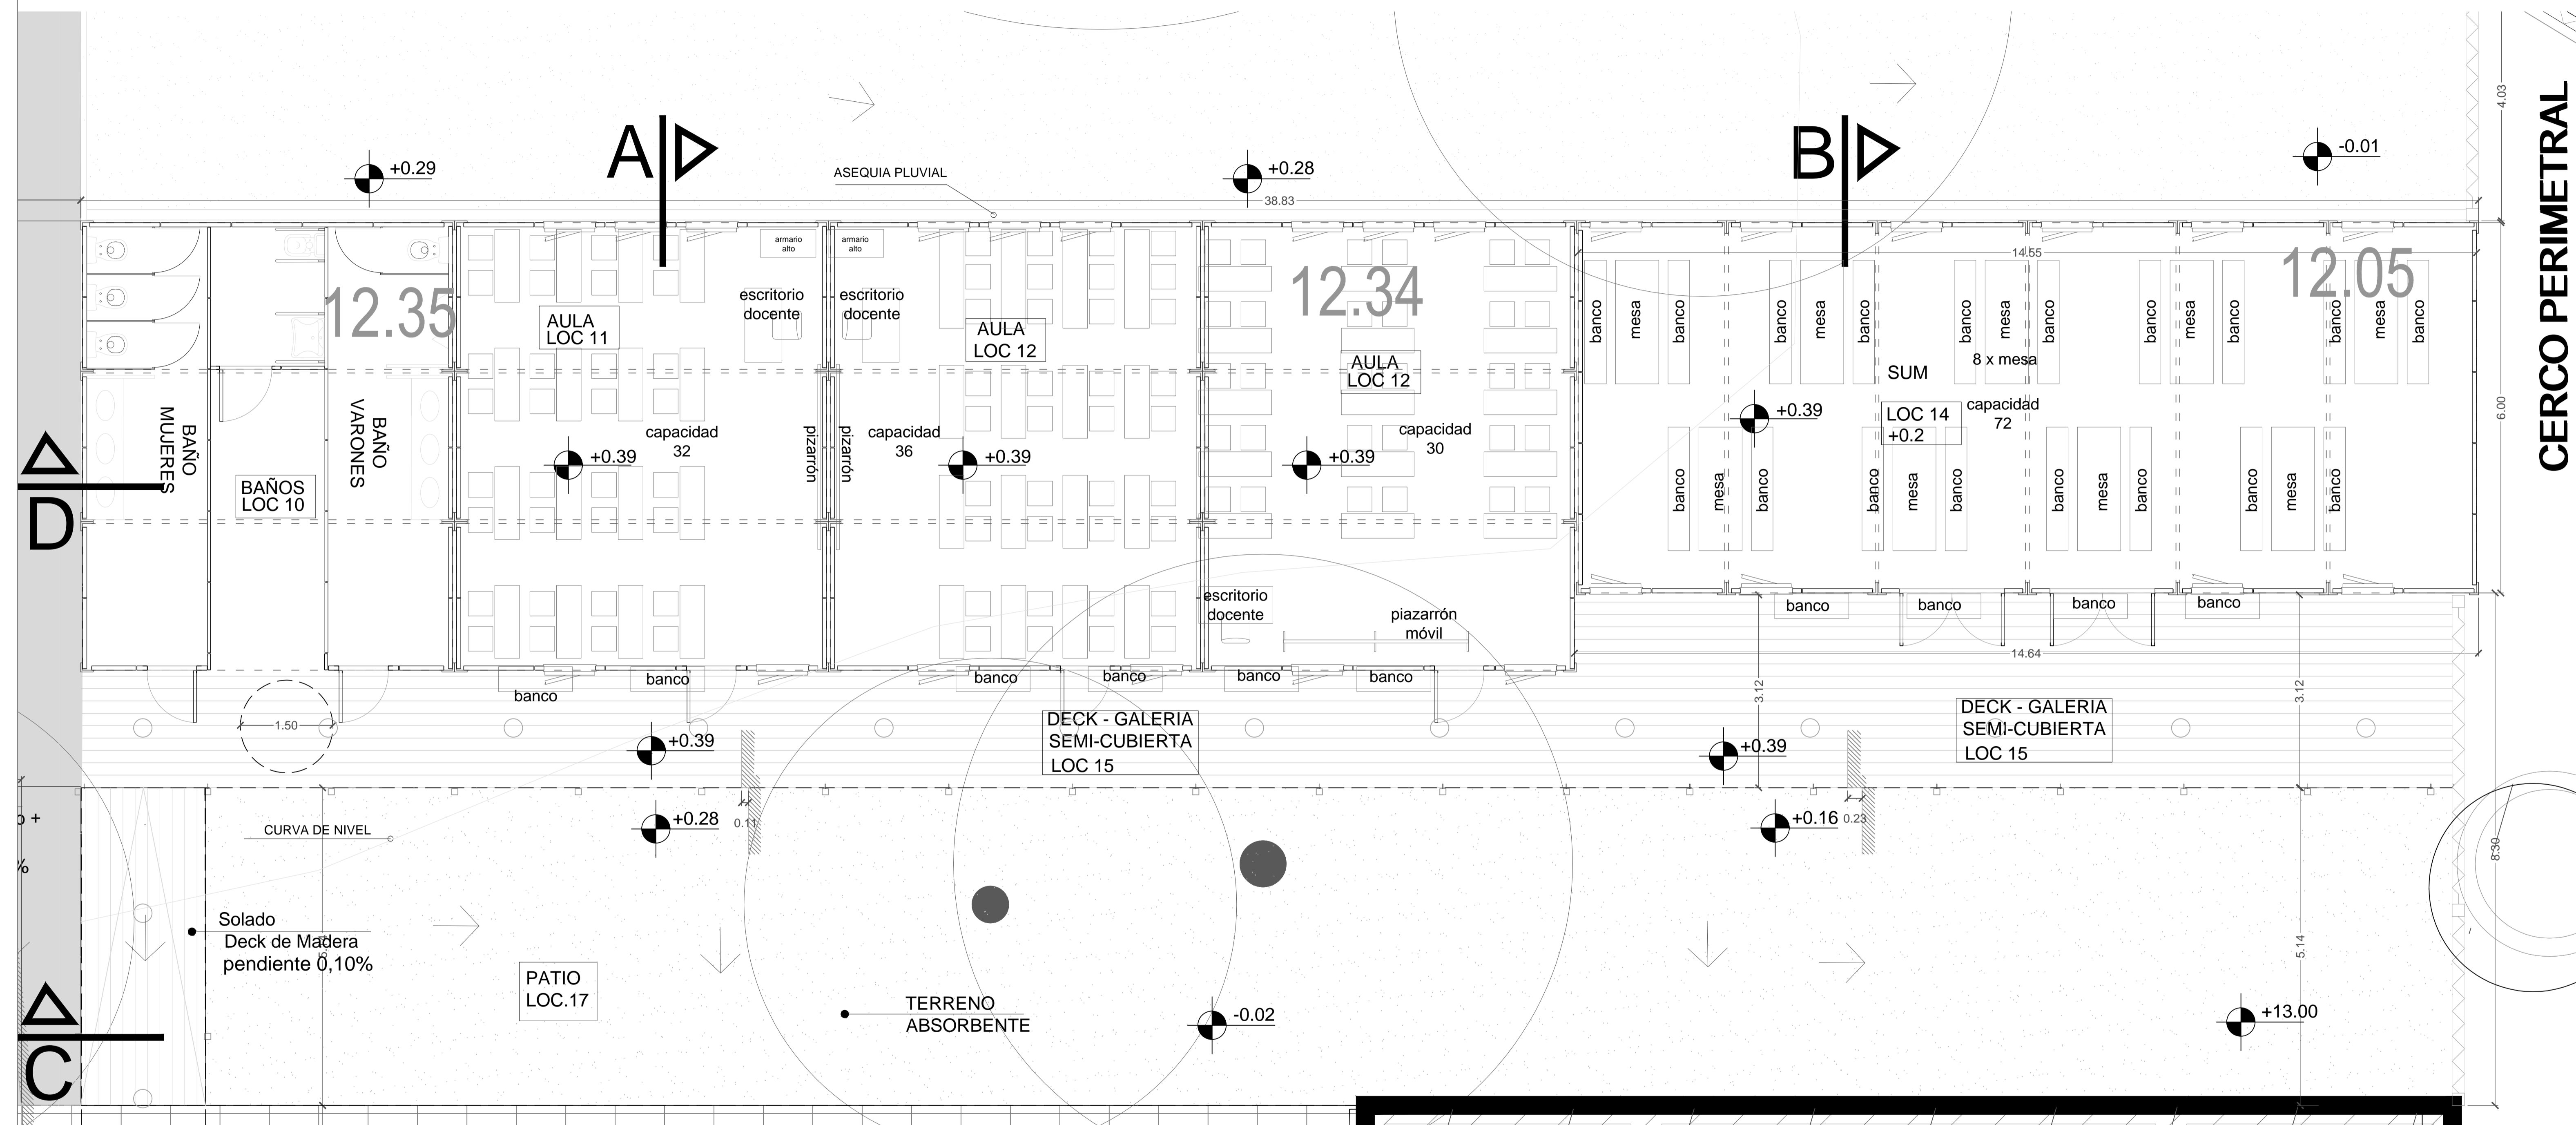 4.03
CERCO PERIMETRAL
A
B
+0.29
ASEQUIA PLUVIAL
+0.28
-0.01
38.83
armario
alto
armario
alto
14.55
12.35
12.34
12.05
escritorio
docente
escritorio
docente
AULA
LOC 11
AULA
LOC 12
AULA
LOC 12
banco
mesa
banco
banco
mesa
banco
banco
mesa
banco
banco
mesa
banco
banco
mesa
banco
8 x mesa
SUM
BAÑO
MUJERES
BAÑO
VARONES
BAÑOS
LOC 10
capacidad
32
pizarrón
pizarrón
capacidad
36
capacidad
30
+0.39
+0.39
+0.39
+0.39
LOC 14
+0.2
capacidad
72
6.00
banco
mesa
banco
banco
mesa
banco
banco
mesa
banco
banco
mesa
banco
D
escritorio
docente
piazarrón
móvil
banco
banco
banco
banco
14.64
banco
banco
banco
banco
banco
banco
1.50
3.12
3.12
DECK - GALERIA
SEMI-CUBIERTA
LOC 15
DECK - GALERIA
SEMI-CUBIERTA
LOC 15
+0.39
+0.39
+0.28
0.11
+0.16
0.23
CURVA DE NIVEL
o +
%
8.30
Solado
Deck de Madera
pendiente 0,10%
5.14
PATIO
LOC.17
TERRENO
ABSORBENTE
-0.02
+13.00
C